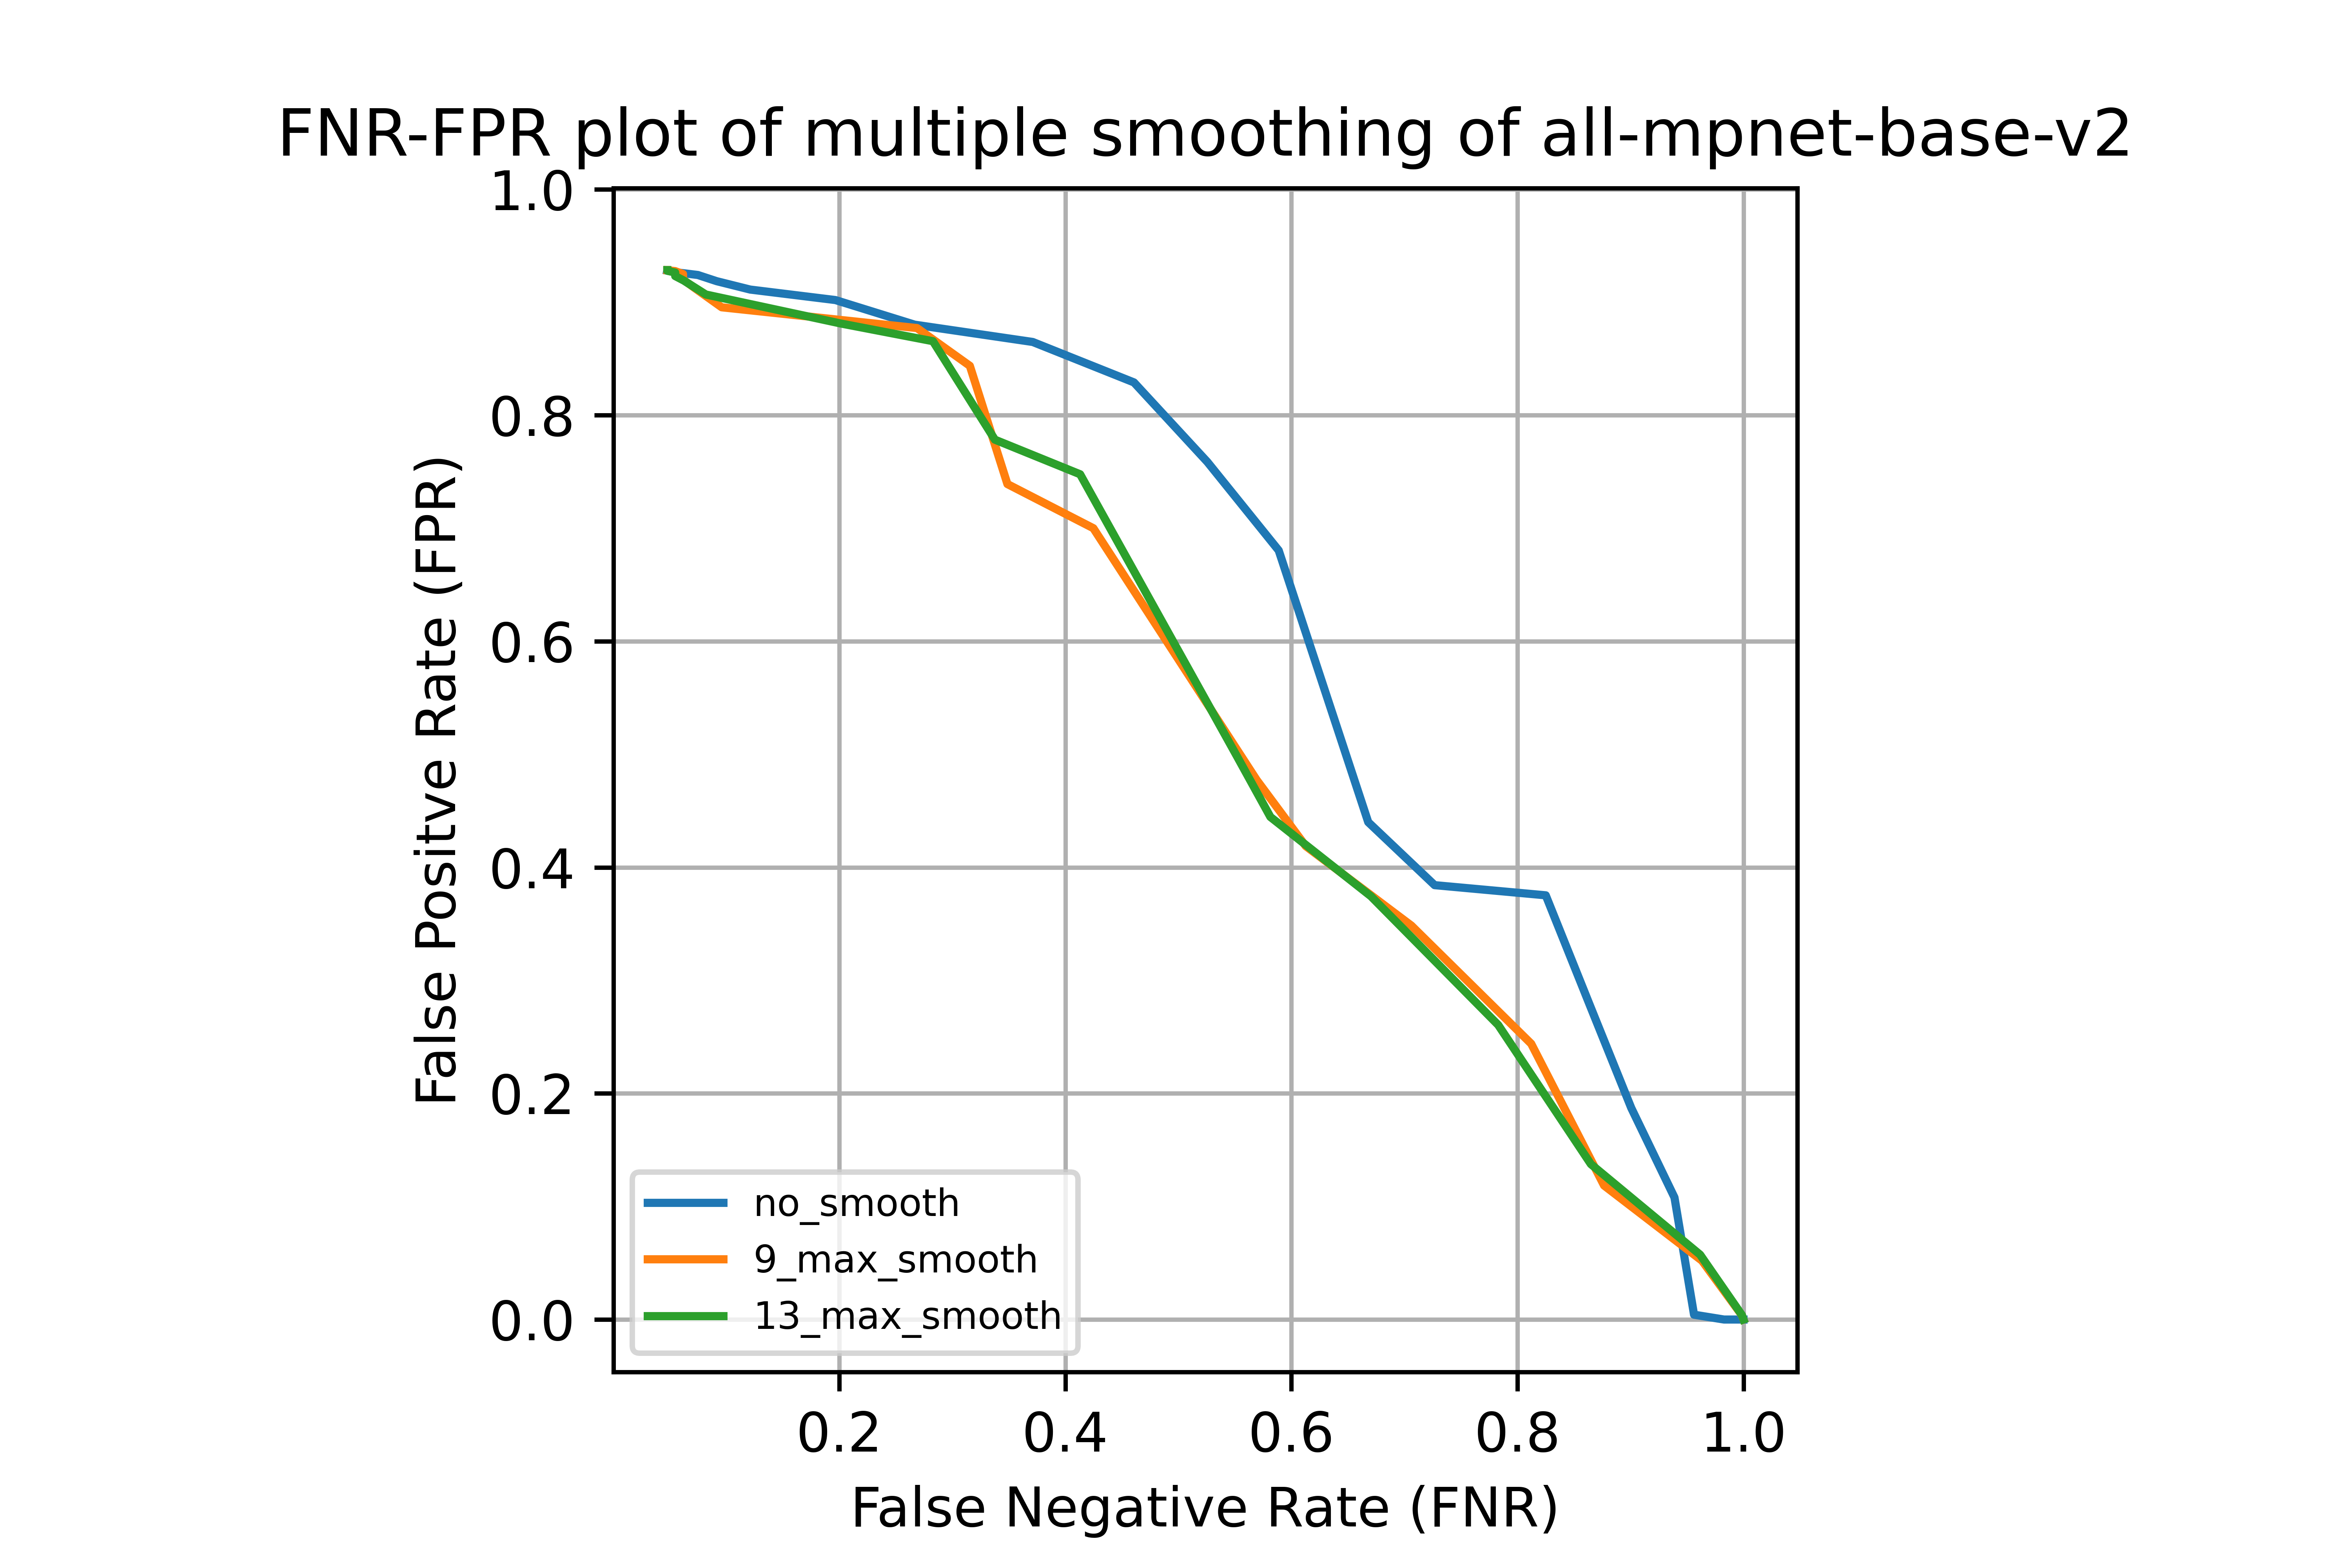 FNR-FPR plot of multiple smoothing of all-mpnet-base-v2
1.0
0.8
0.6
0.4
0.2
0.0
False Positve Rate (FPR)
no_smooth
9_max_smooth
13_max_smooth
0.2 0.4 0.6 0.8 1.0
False Negative Rate (FNR)